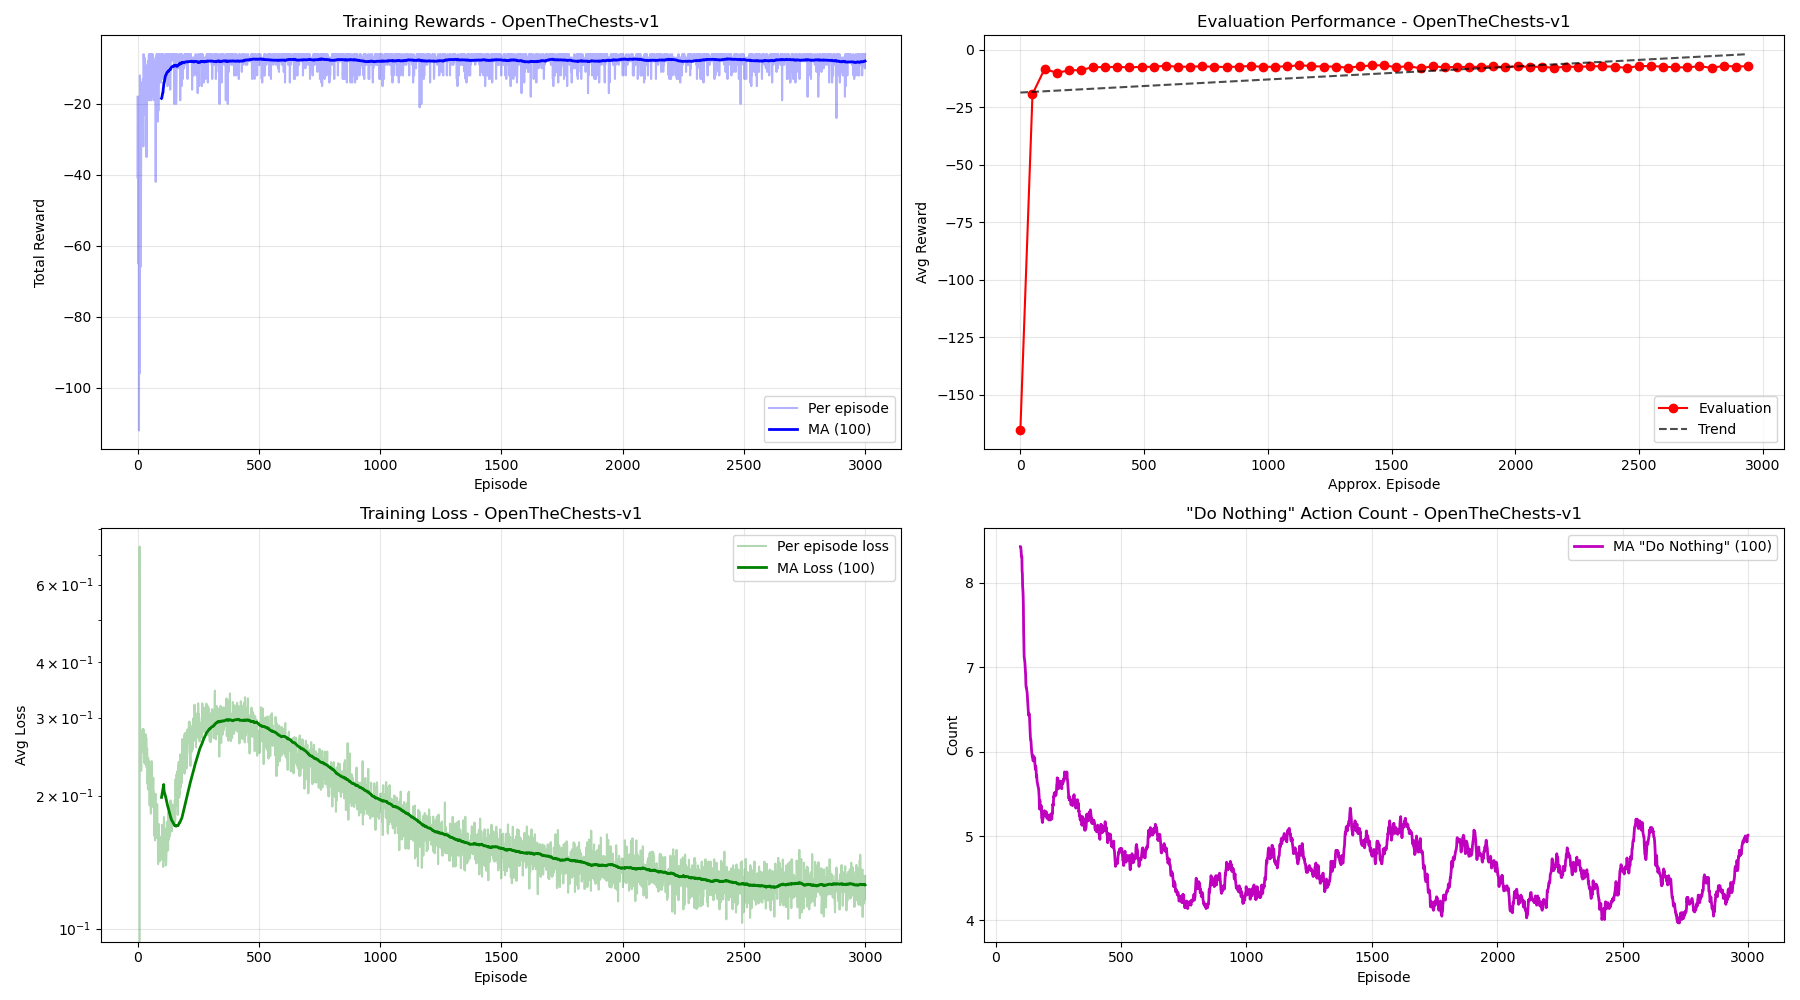 Training Rewards - OpenTheChests-v1
Total Reward
−20
−40
−60
−80
−100
0 500 1000 1500 2000 2500 3000
Episode
Per episode
MA (100)
Evaluation Performance - OpenTheChests-v1
Avg Reward
0
−25
−50
−75
−100
−125
−150
0 500 1000 1500 2000 2500 3000
Approx. Episode
Evaluation
Trend
Training Loss - OpenTheChests-v1
Avg Loss
6 × 10⁻¹
4 × 10⁻¹
3 × 10⁻¹
2 × 10⁻¹
10⁻¹
0 500 1000 1500 2000 2500 3000
Episode
Per episode loss
MA Loss (100)
"Do Nothing" Action Count - OpenTheChests-v1
Count
8
7
6
5
4
0 500 1000 1500 2000 2500 3000
Episode
MA "Do Nothing" (100)